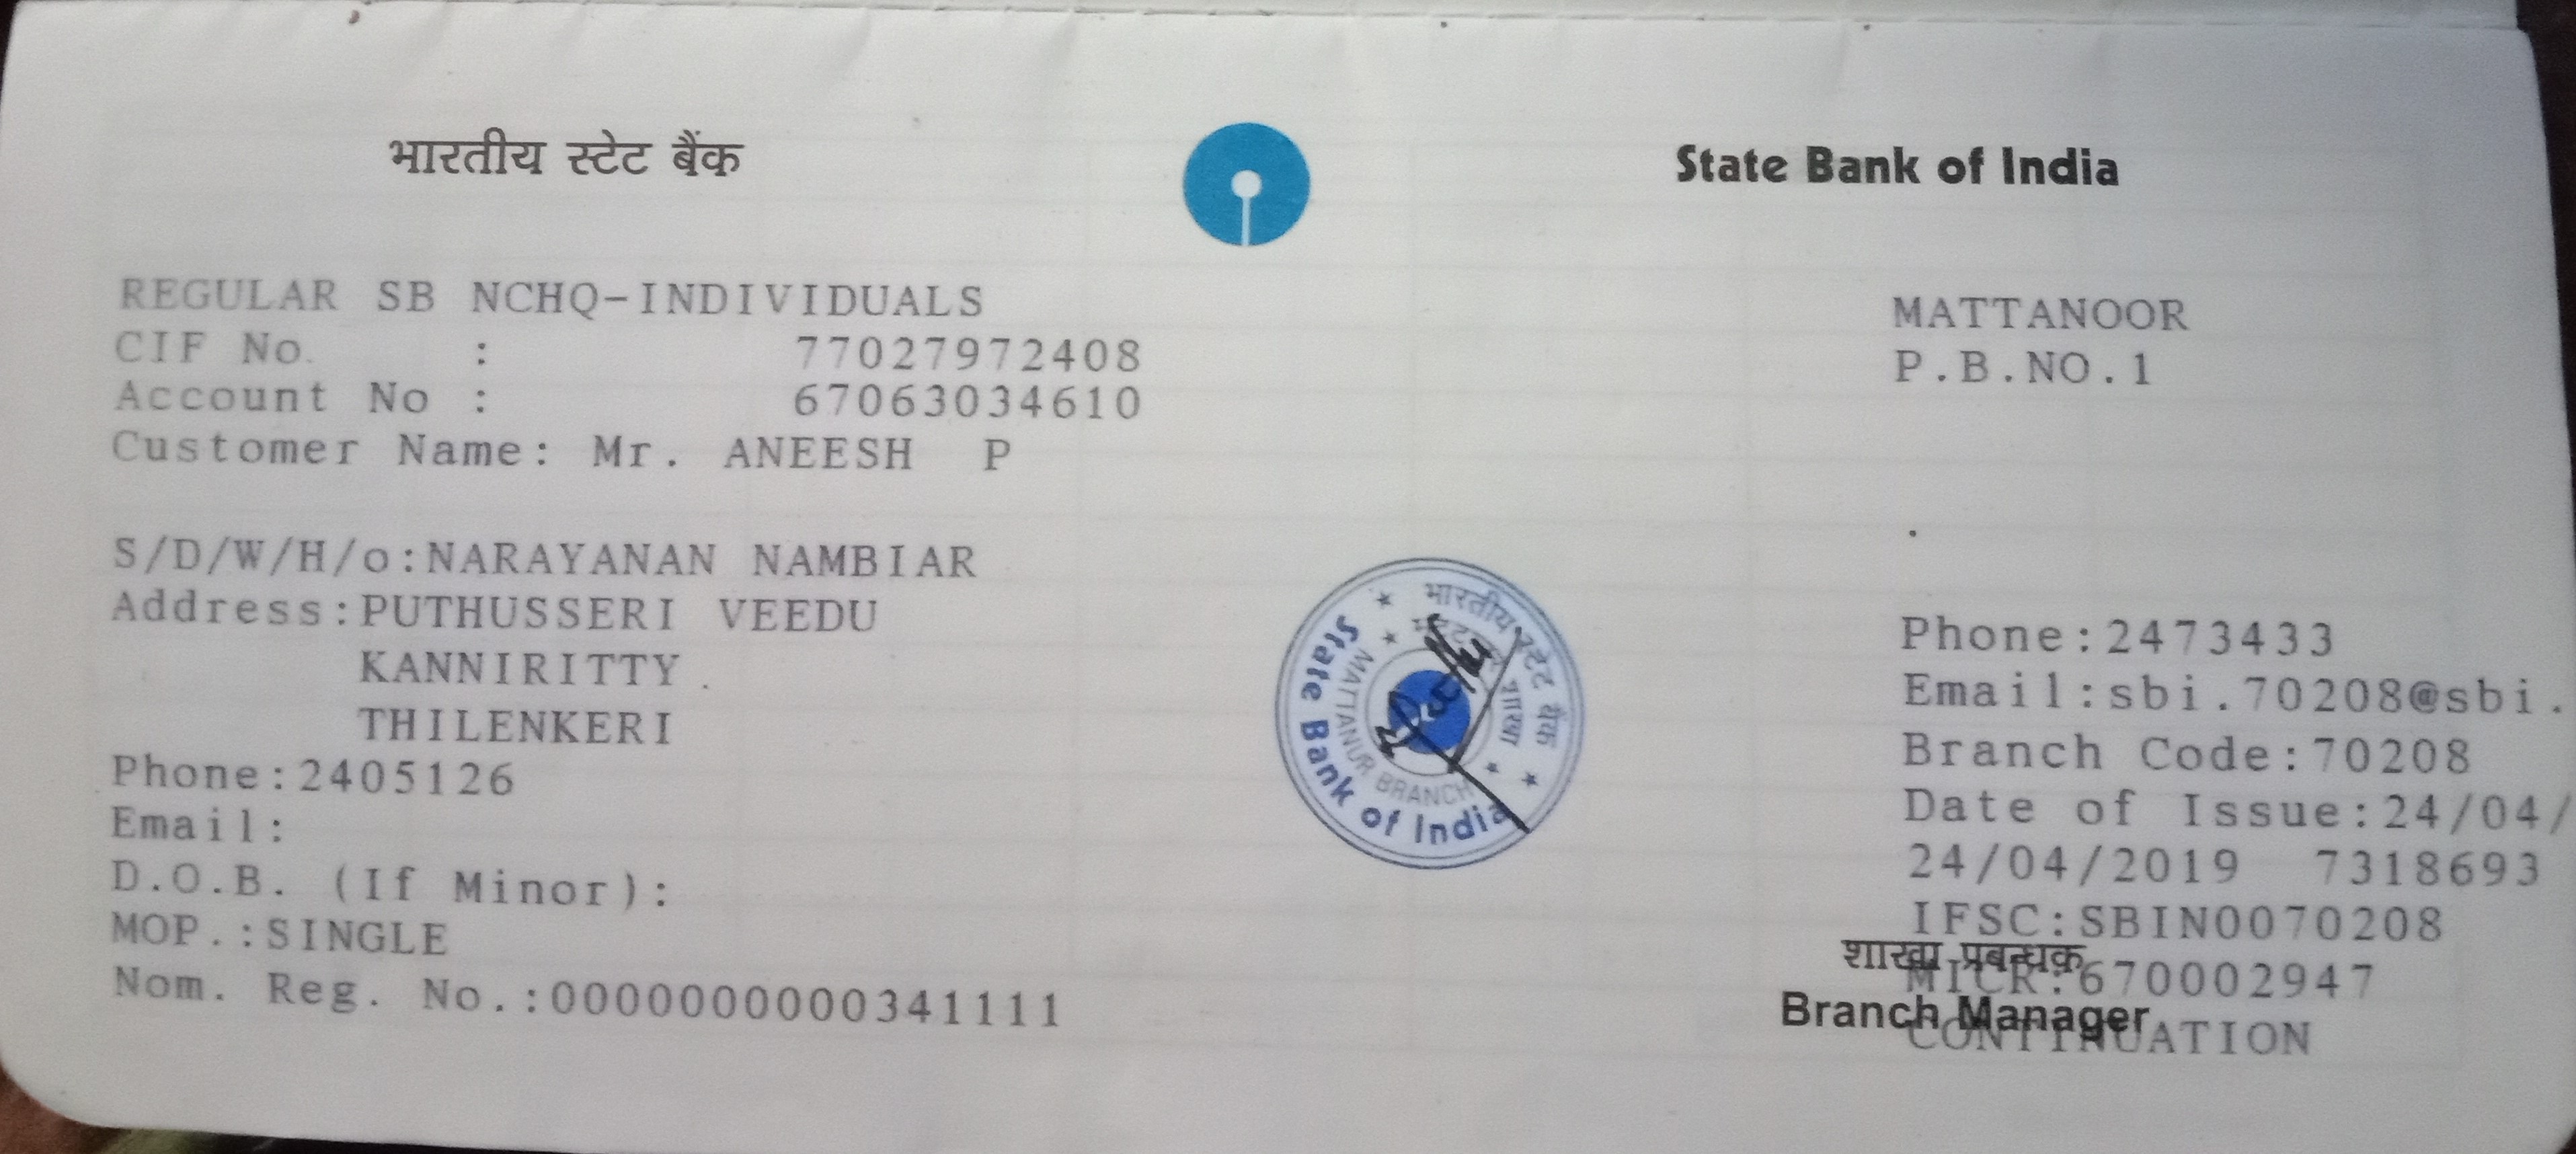 भारतीय स्टेट बैंक
State Bank of India
REGULAR SB NCHQ-INDIVIDUALS
CIF No. : 77027972408
Account No : 67063034610
Customer Name: Mr. ANEESH P
S/D/W/H/o:NARAYANAN NAMBIAR
Address:PUTHUSSERI VEEDU
KANNIRITTY
THILENKERI
Phone:2405126
Email:
D.O.B. (If Minor):
MOP.:SINGLE
Nom. Reg. No.:0000000000341111
MATTANOOR
P.B.NO.1
Phone:2473433
Email:sbi.70208@sbi.
Branch Code:70208
Date of Issue:24/04/
24/04/2019 7318693
IFSC:SBIN0070208
शाखा प्रबन्धक
MICR:670002947
Branch Manager
CONTINUATION
भारतीय स्टेट बैंक
शाखा
State Bank of India
MATTANUR BRANCH